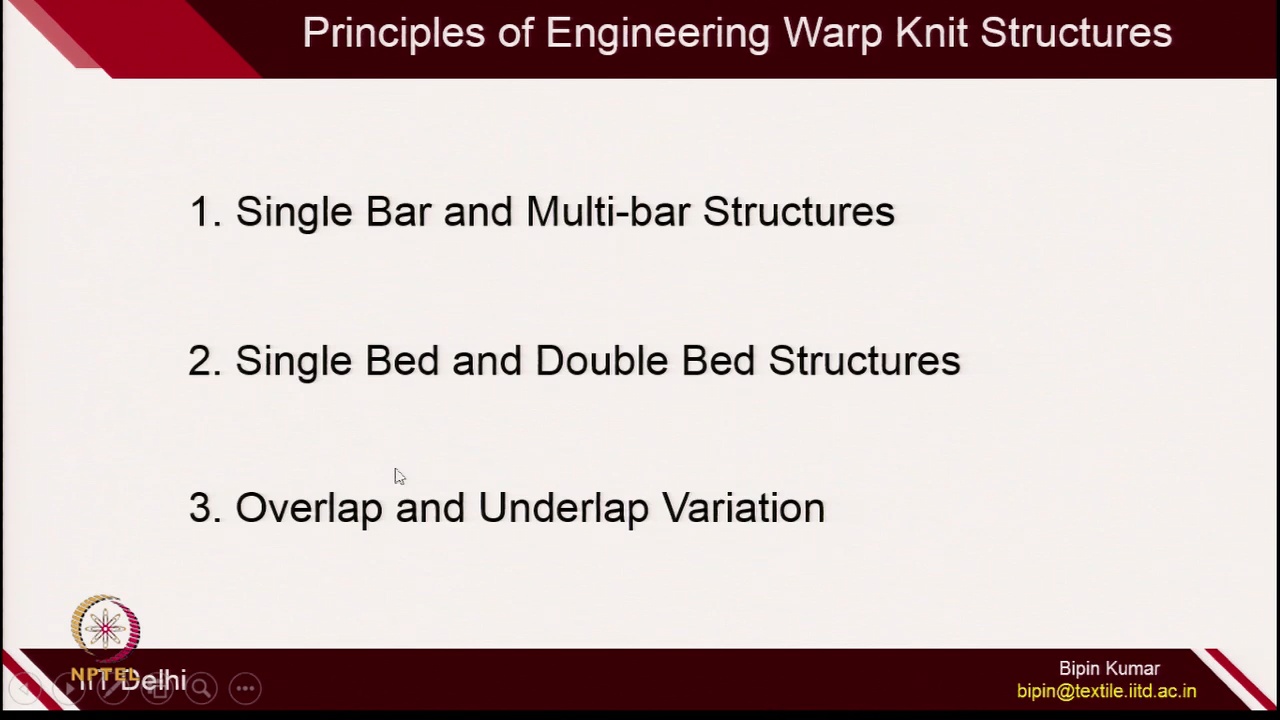 Principles of Engineering Warp Knit Structures
1. Single Bar and Multi-bar Structures
2. Single Bed and Double Bed Structures
3. Overlap and Underlap Variation
NPTEL
IIT Delhi
Bipin Kumar
bipin@textile.iitd.ac.in